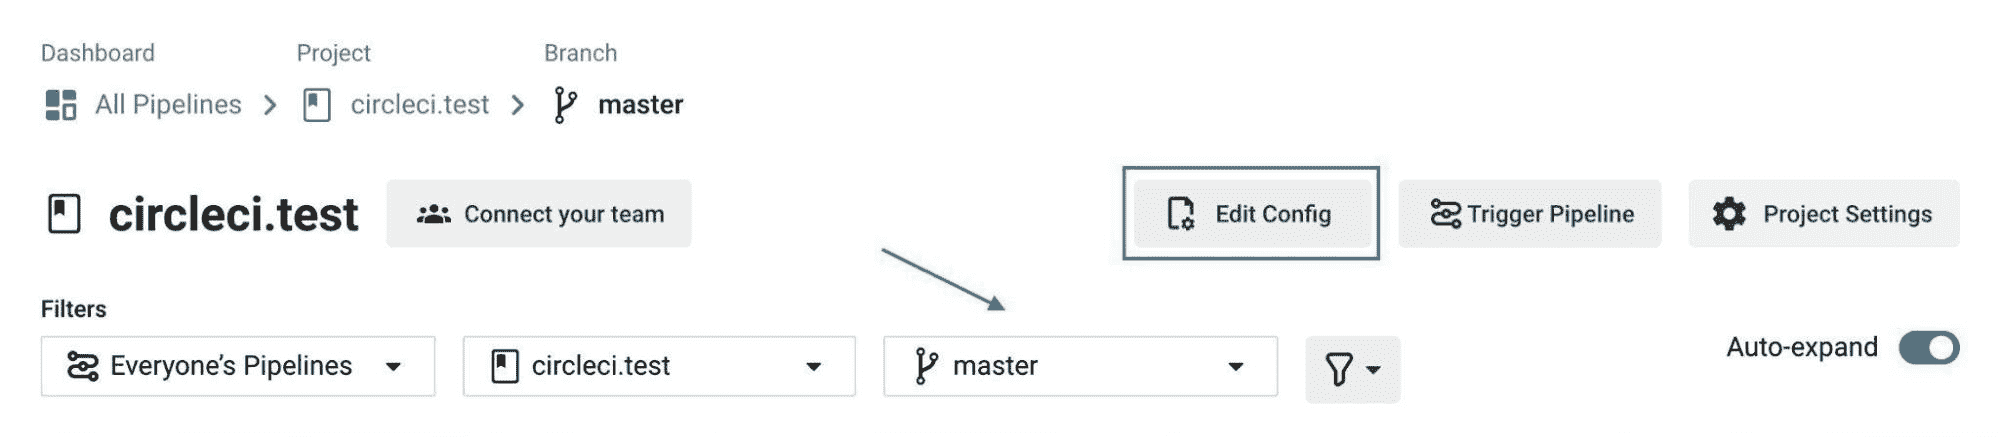 Dashboard Project Branch
All Pipelines circleci.test master
circleci.test Connect your team Edit Config Trigger Pipeline Project Settings
Filters
Everyone’s Pipelines circleci.test master Auto-expand